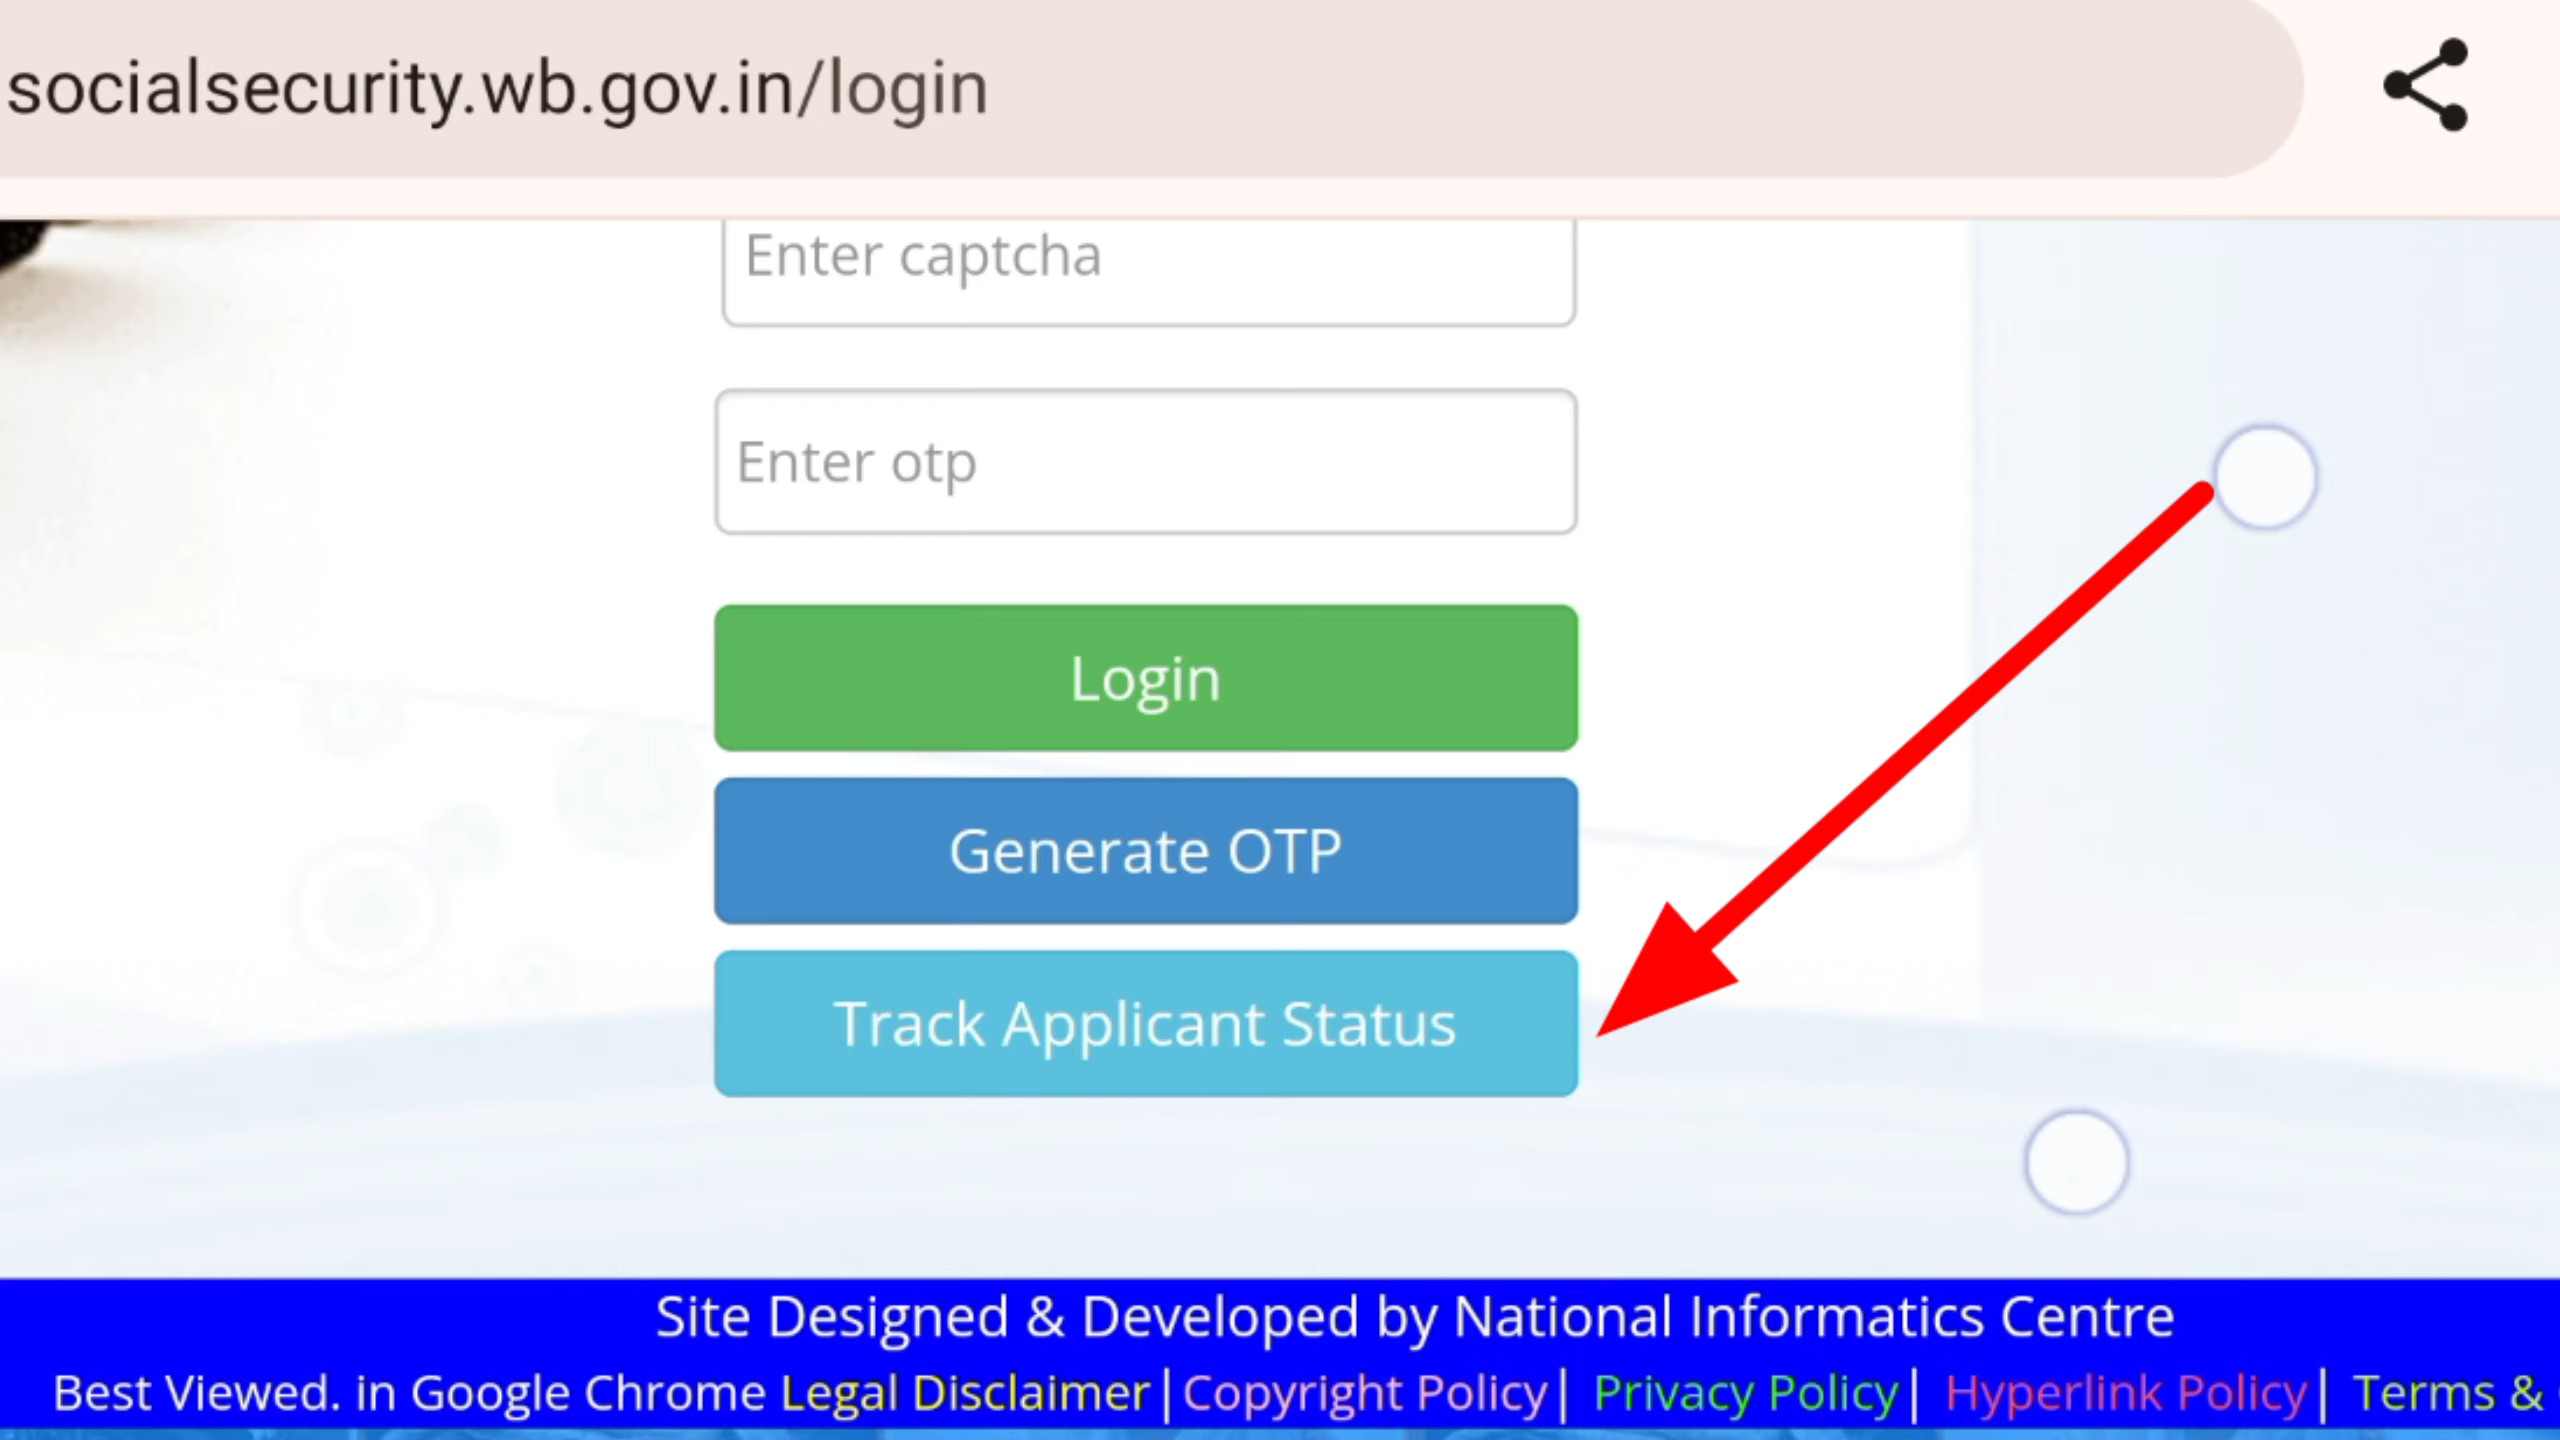 socialsecurity.wb.gov.in/login
Enter captcha
Enter otp
Login
Generate OTP
Track Applicant Status
Site Designed & Developed by National Informatics Centre
Best Viewed. in Google Chrome Legal Disclaimer| Copyright Policy| Privacy Policy| Hyperlink Policy| Terms &